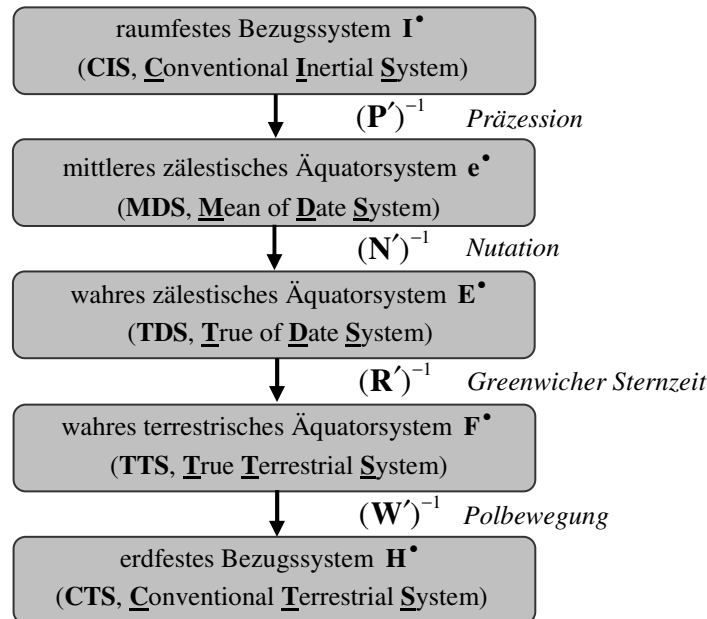 raumfestes Bezugssystem I•
(CIS, Conventional Inertial System)
(P′)⁻¹ Präzession
mittleres zälestisches Äquatorsystem e•
(MDS, Mean of Date System)
(N′)⁻¹ Nutation
wahres zälestisches Äquatorsystem E•
(TDS, True of Date System)
(R′)⁻¹ Greenwicher Sternzeit
wahres terrestrisches Äquatorsystem F•
(TTS, True Terrestrial System)
(W′)⁻¹ Polbewegung
erdfestes Bezugssystem H•
(CTS, Conventional Terrestrial System)